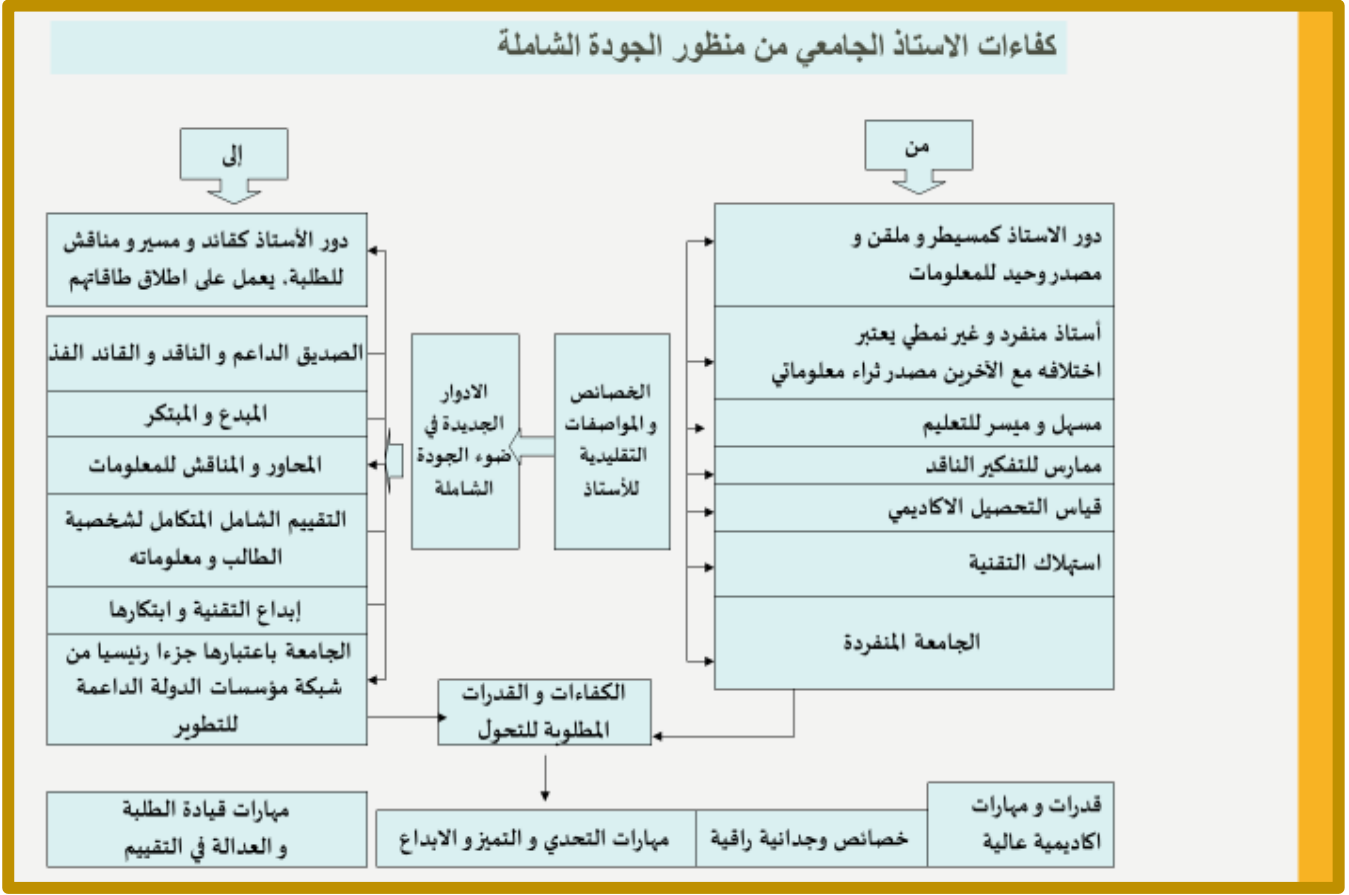 كفاءات الاستاذ الجامعي من منظور الجودة الشاملة
من
إلى
دور الاستاذ كمسيطر و ملقن و
مصدر وحيد للمعلومات
أستاذ منفرد و غير نمطي يعتبر
اختلافه مع الآخرين مصدر ثراء معلوماتي
مسهل و ميسر للتعليم
ممارس للتفكير الناقد
قياس التحصيل الاكاديمي
استهلاك التقنية
الجامعة المنفردة
الخصائص
و المواصفات
التقليدية
للأستاذ
الادوار
الجديدة في
ضوء الجودة
الشاملة
دور الأستاذ كقائد و مسير و مناقش
للطلبة. يعمل على اطلاق طاقاتهم
الصديق الداعم و الناقد و القائد الفذ
المبدع و المبتكر
المحاور و المناقش للمعلومات
التقييم الشامل المتكامل لشخصية
الطالب و معلوماته
إبداع التقنية و ابتكارها
الجامعة باعتبارها جزءا رئيسيا من
شبكة مؤسسات الدولة الداعمة
للتطوير
الكفاءات و القدرات
المطلوبة للتحول
قدرات و مهارات
اكاديمية عالية
خصائص وجدانية راقية
مهارات التحدي و التميز و الابداع
مهارات قيادة الطلبة
و العدالة في التقييم